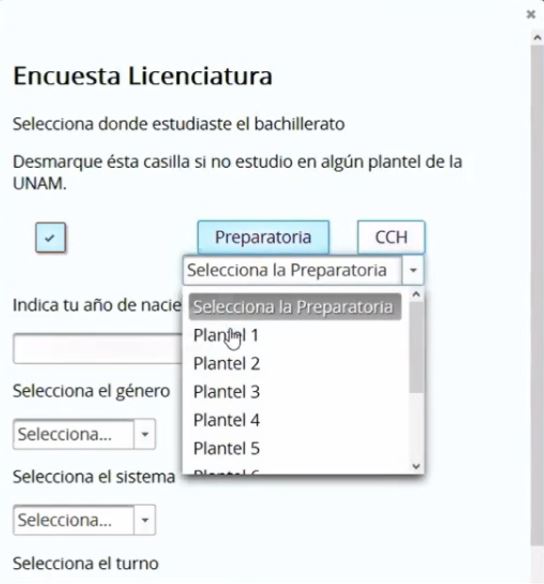 Encuesta Licenciatura
Selecciona donde estudiaste el bachillerato
Desmarque ésta casilla si no estudio en algún plantel de la
UNAM.
Preparatoria CCH
Selecciona la Preparatoria
Indica tu año de nacie
Selecciona la Preparatoria
Plantel 1
Plantel 2
Selecciona el género
Plantel 3
Plantel 4
Selecciona...
Plantel 5
Selecciona el sistema
Selecciona...
Selecciona el turno